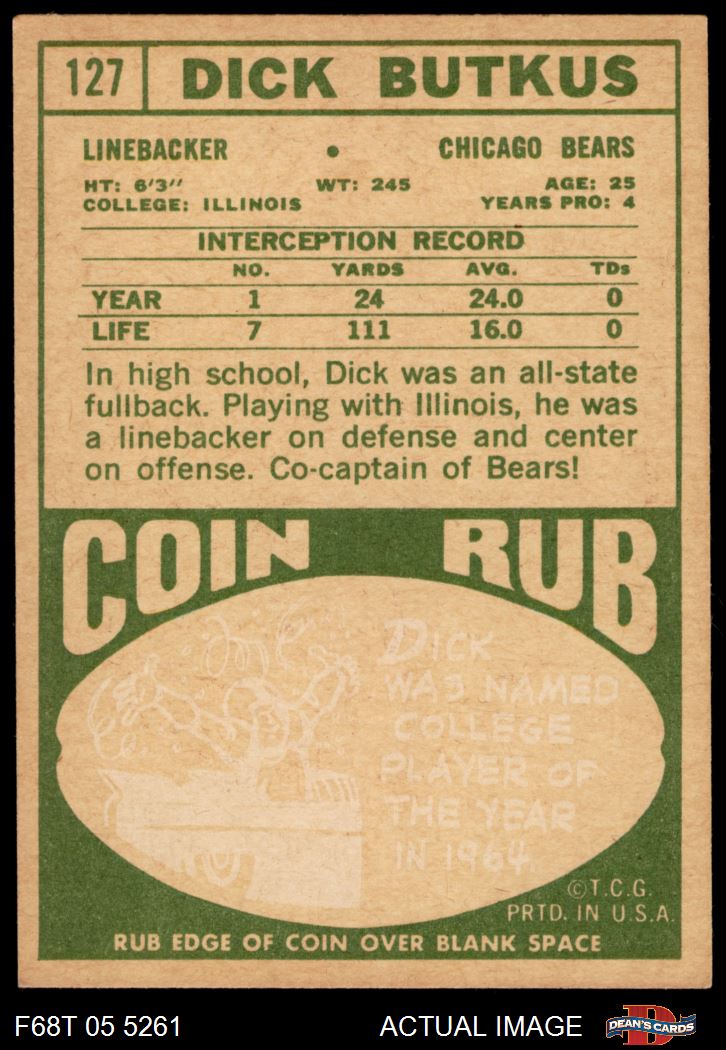 127 DICK BUTKUS
LINEBACKER • CHICAGO BEARS
HT: 6'3" WT: 245 AGE: 25
COLLEGE: ILLINOIS YEARS PRO: 4
INTERCEPTION RECORD
NO. YARDS AVG. TDs
YEAR 1 24 24.0 0
LIFE 7 111 16.0 0
In high school, Dick was an all-state
fullback. Playing with Illinois, he was
a linebacker on defense and center
on offense. Co-captain of Bears!
COIN RUB
DICK
WAS NAMED
COLLEGE
PLAYER OF
THE YEAR
IN 1964
©T.C.G.
PRTD. IN U.S.A.
RUB EDGE OF COIN OVER BLANK SPACE
F68T 05 5261 ACTUAL IMAGE D DEAN'S CARDS